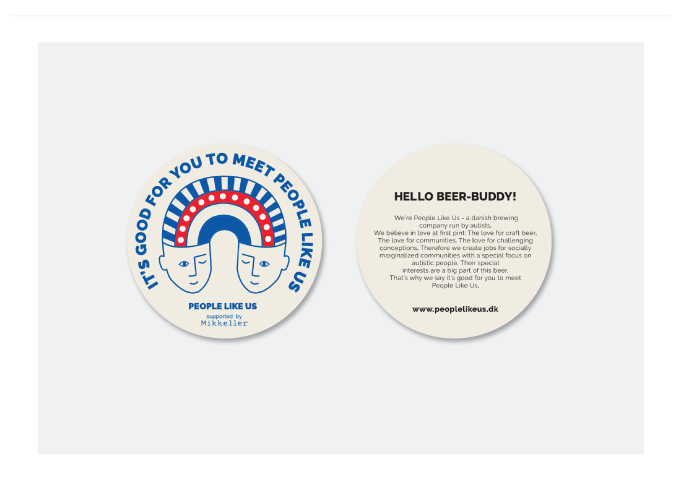 IT'S GOOD FOR YOU TO MEET PEOPLE LIKE US
PEOPLE LIKE US
supported by
Mikkeller
HELLO BEER-BUDDY!
We're People Like Us - a danish brewing
company run by autists.
We believe in love at first pint: The love for craft beer.
The love for communities. The love for challenging
conceptions. Therefore we create jobs for socially
marginalized communities with a special focus on
autistic people. Their special
interests are a big part of this beer.
That's why we say it's good for you to meet
People Like Us.
www.peoplelikeus.dk